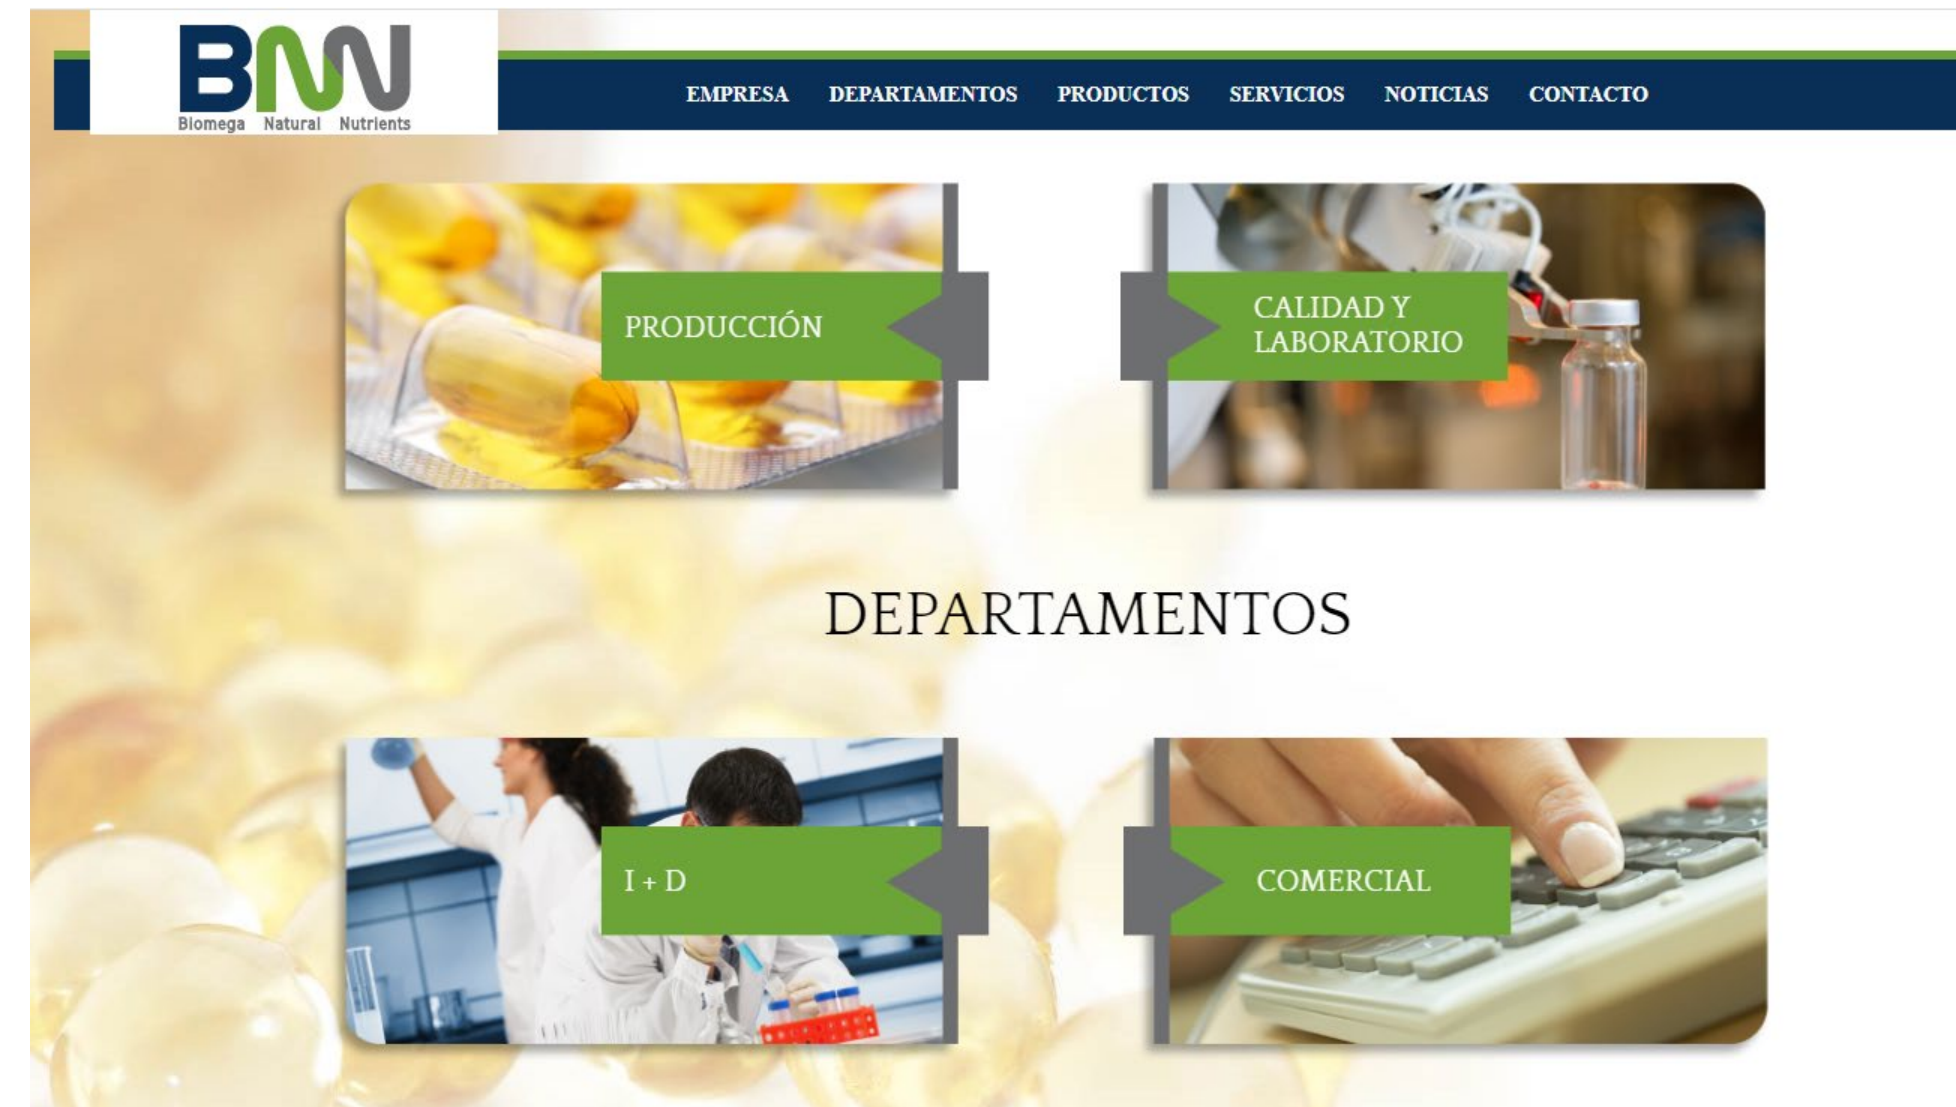 BNN
Biomega Natural Nutrients
EMPRESA DEPARTAMENTOS PRODUCTOS SERVICIOS NOTICIAS CONTACTO
PRODUCCIÓN
CALIDAD Y
LABORATORIO
DEPARTAMENTOS
I + D
COMERCIAL